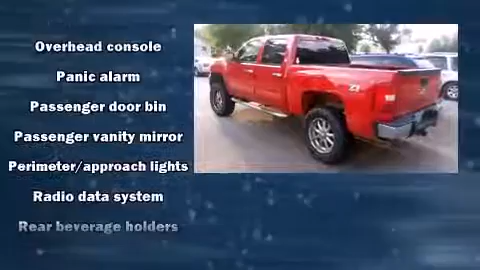 Overhead console
Panic alarm
Passenger door bin
Passenger vanity mirror
Perimeter/approach lights
Radio data system
Rear beverage holders